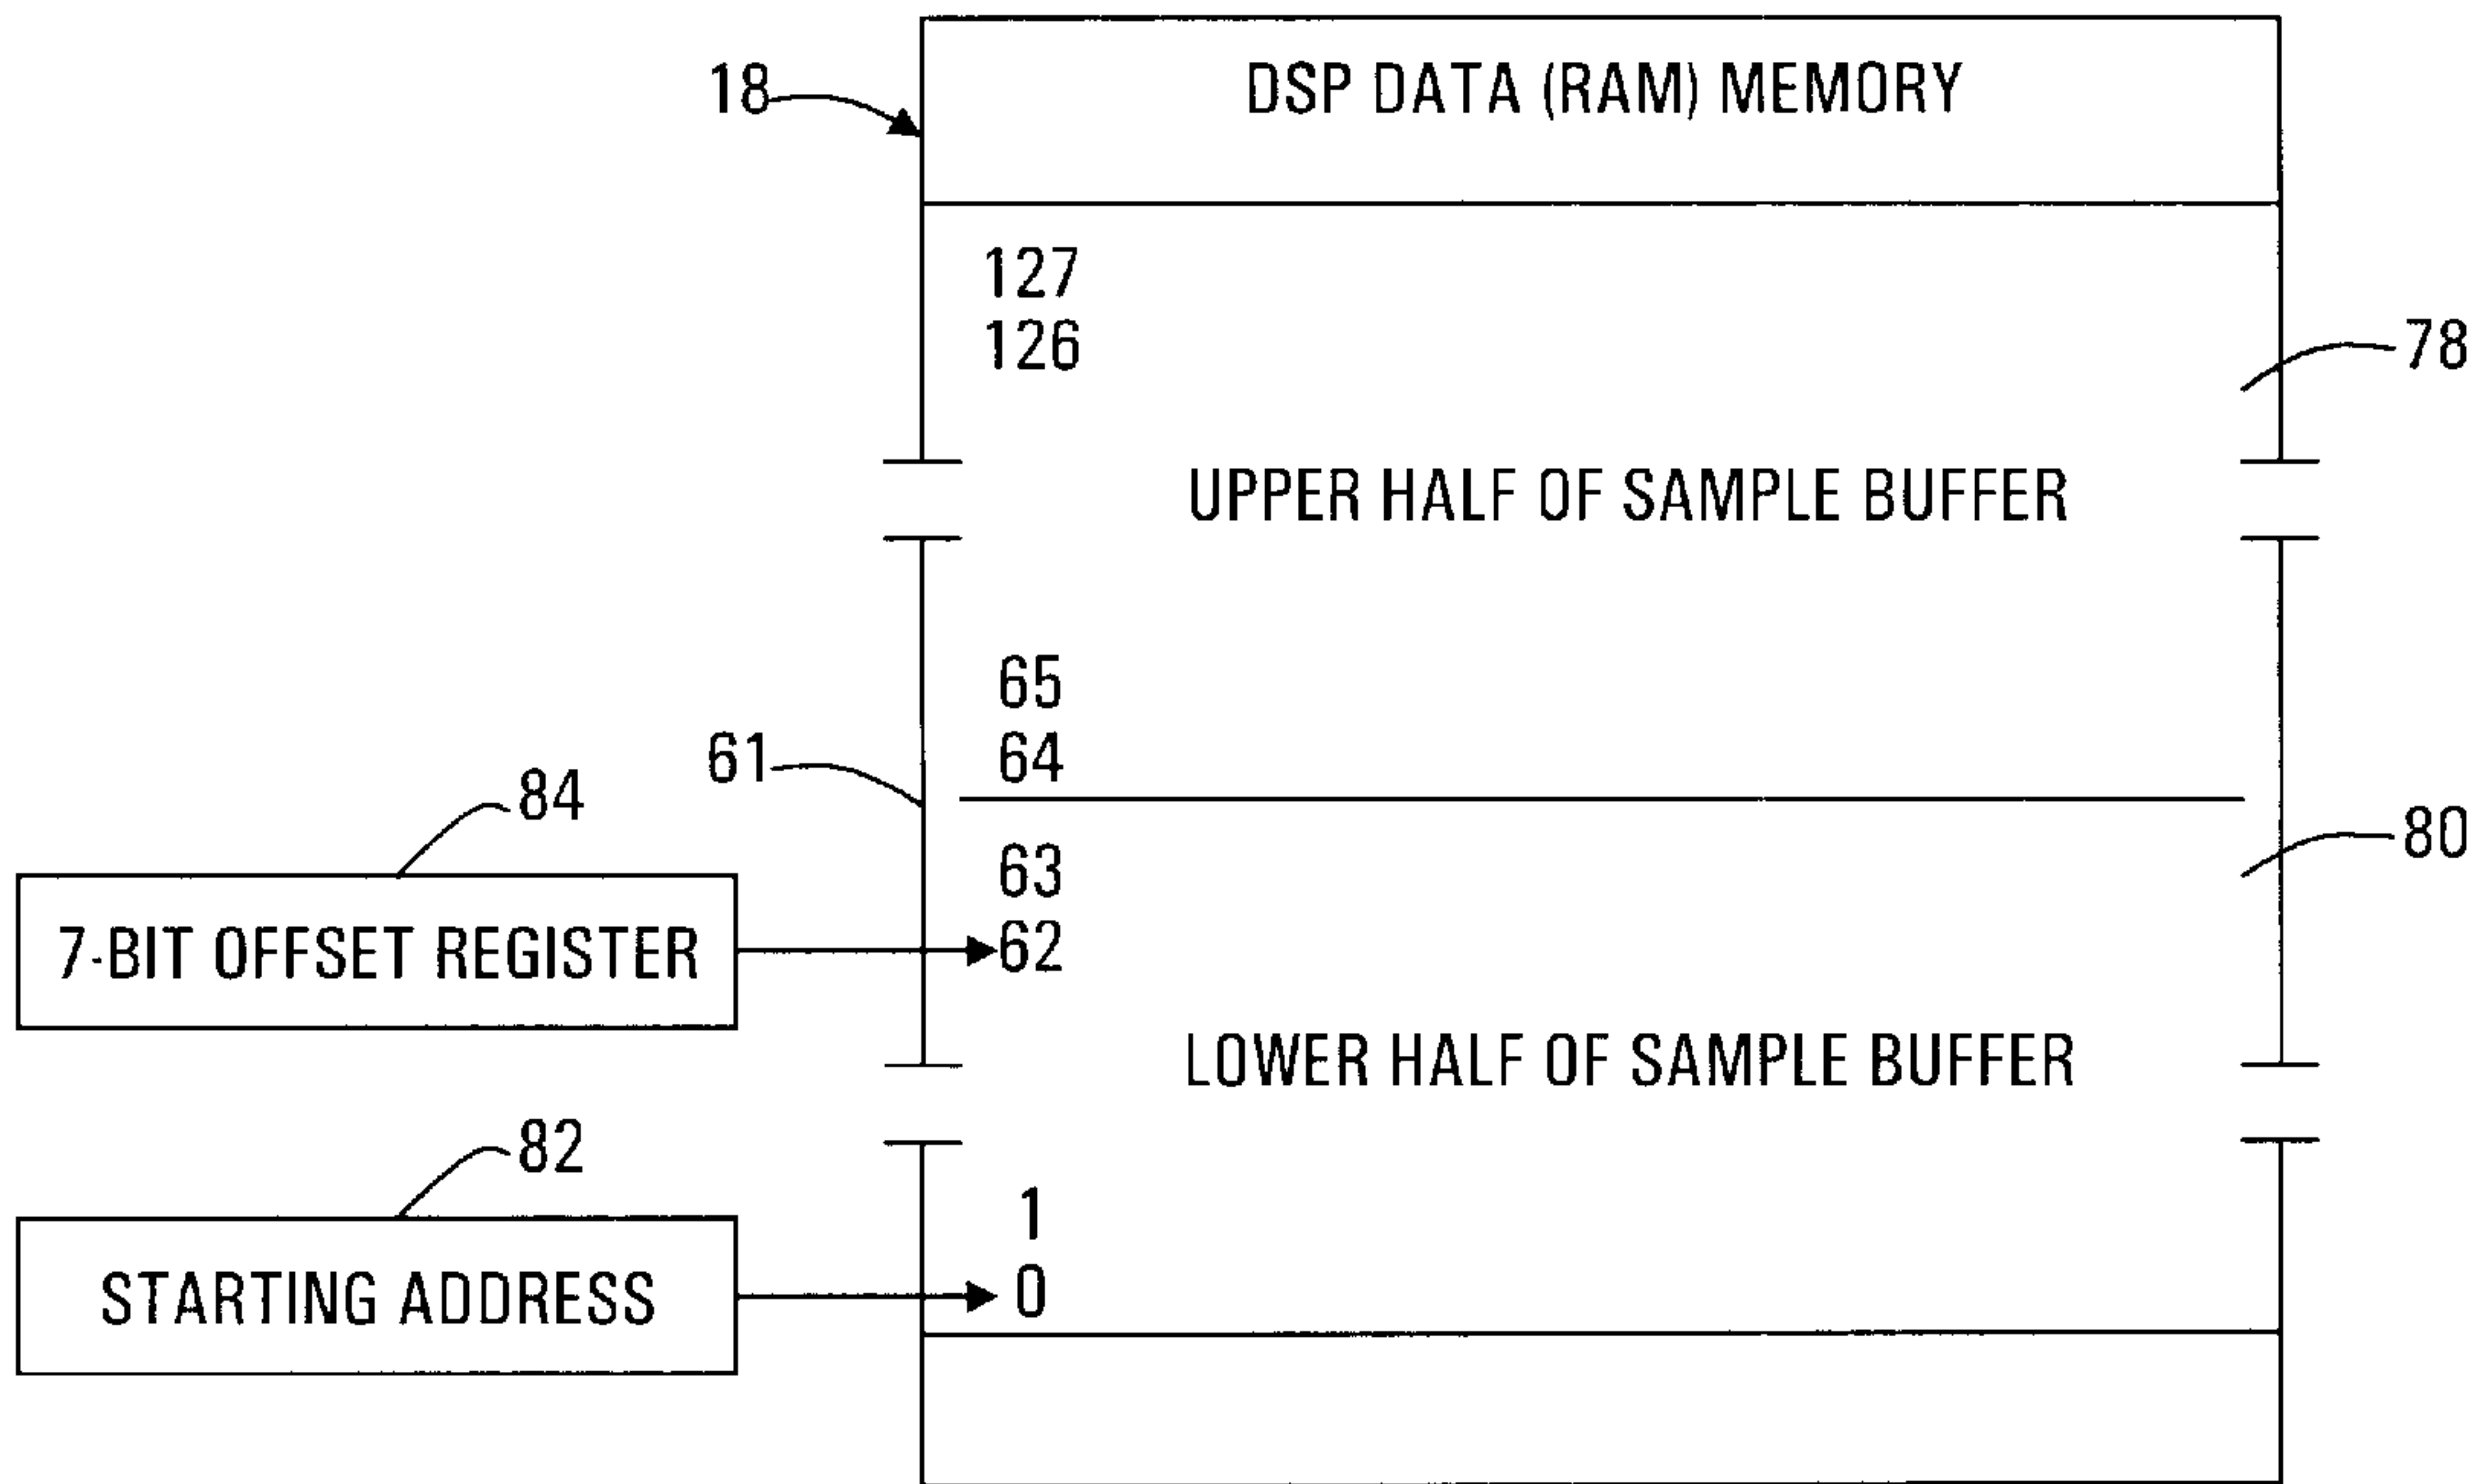 18
DSP DATA (RAM) MEMORY
127
126
78
UPPER HALF OF SAMPLE BUFFER
65
61
64
84
63
80
7-BIT OFFSET REGISTER
62
LOWER HALF OF SAMPLE BUFFER
82
1
STARTING ADDRESS
0